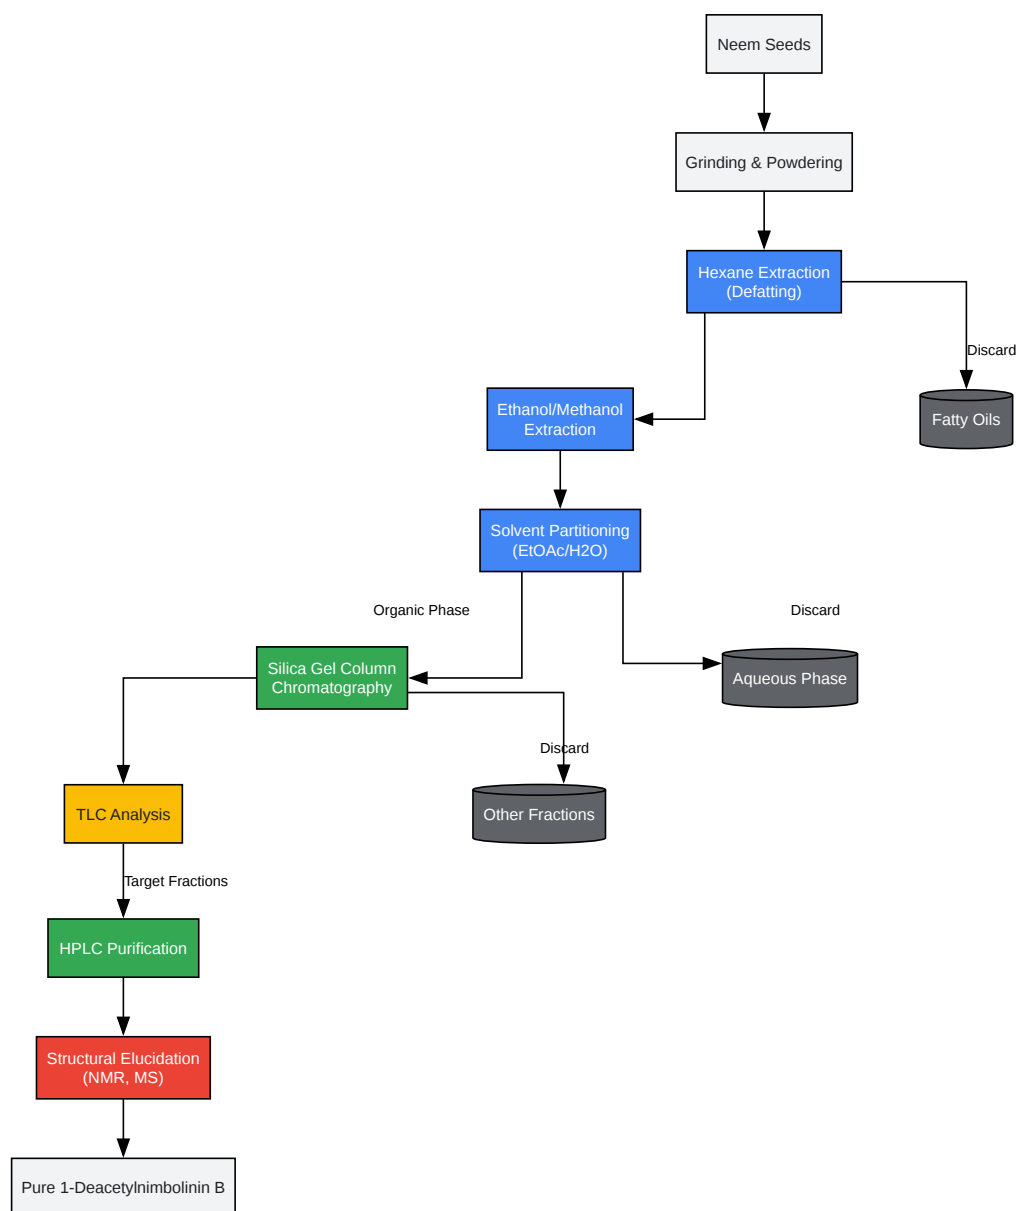 Neem Seeds
Grinding & Powdering
Hexane Extraction
(Defatting)
Discard
Ethanol/Methanol
Extraction
Fatty Oils
Solvent Partitioning
(EtOAc/H2O)
Organic Phase
Discard
Silica Gel Column
Chromatography
Aqueous Phase
Discard
TLC Analysis
Other Fractions
Target Fractions
HPLC Purification
Structural Elucidation
(NMR, MS)
Pure 1-Deacetylnimbolinin B